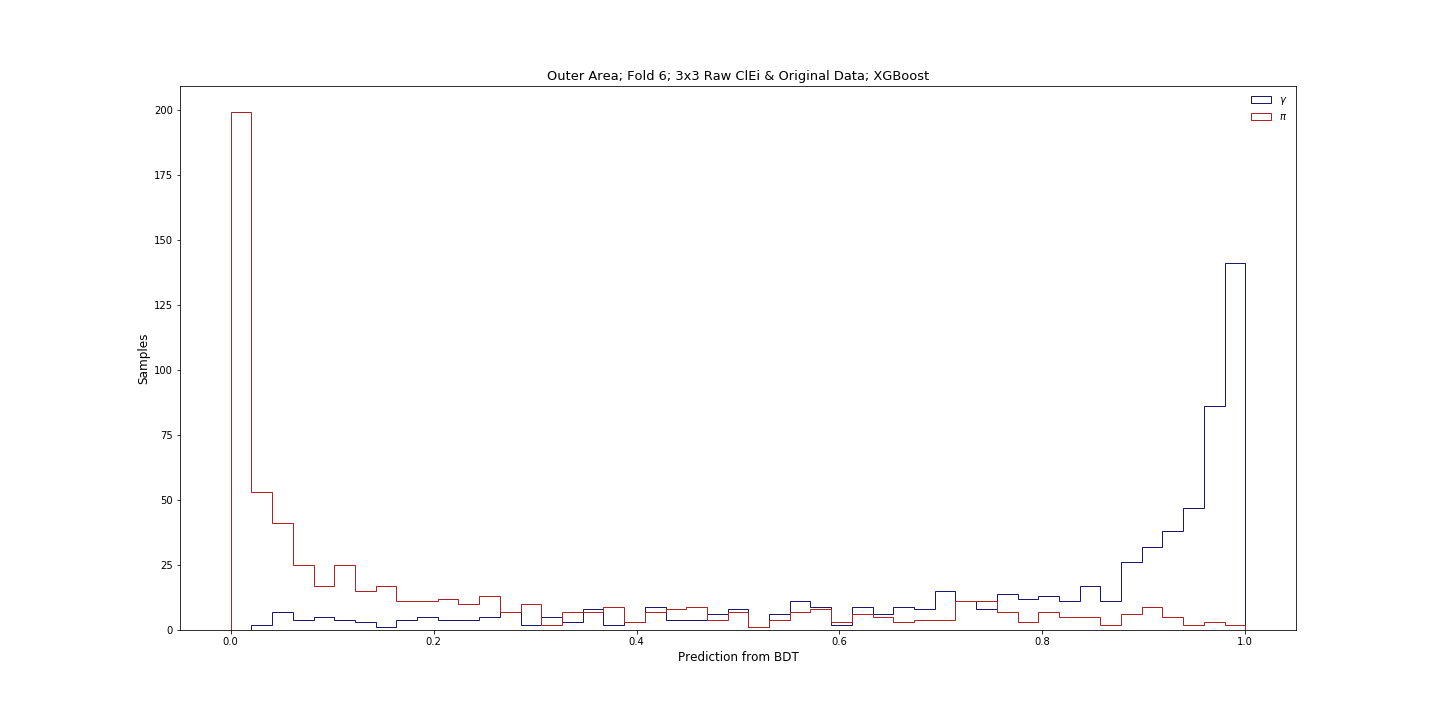 Outer Area; Fold 6; 3x3 Raw ClEi & Original Data; XGBoost
γ
π
Samples
200
175
150
125
100
75
50
25
0
0.0 0.2 0.4 0.6 0.8 1.0
Prediction from BDT